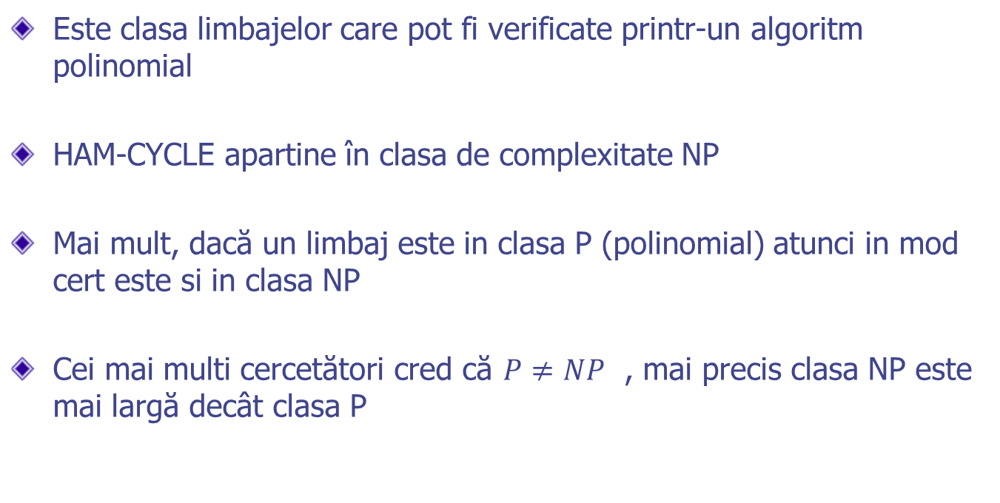 Este clasa limbajelor care pot fi verificate printr-un algoritm
polinomial
HAM-CYCLE apartine în clasa de complexitate NP
Mai mult, dacă un limbaj este in clasa P (polinomial) atunci in mod
cert este si in clasa NP
Cei mai multi cercetători cred că P ≠ NP , mai precis clasa NP este
mai largă decât clasa P